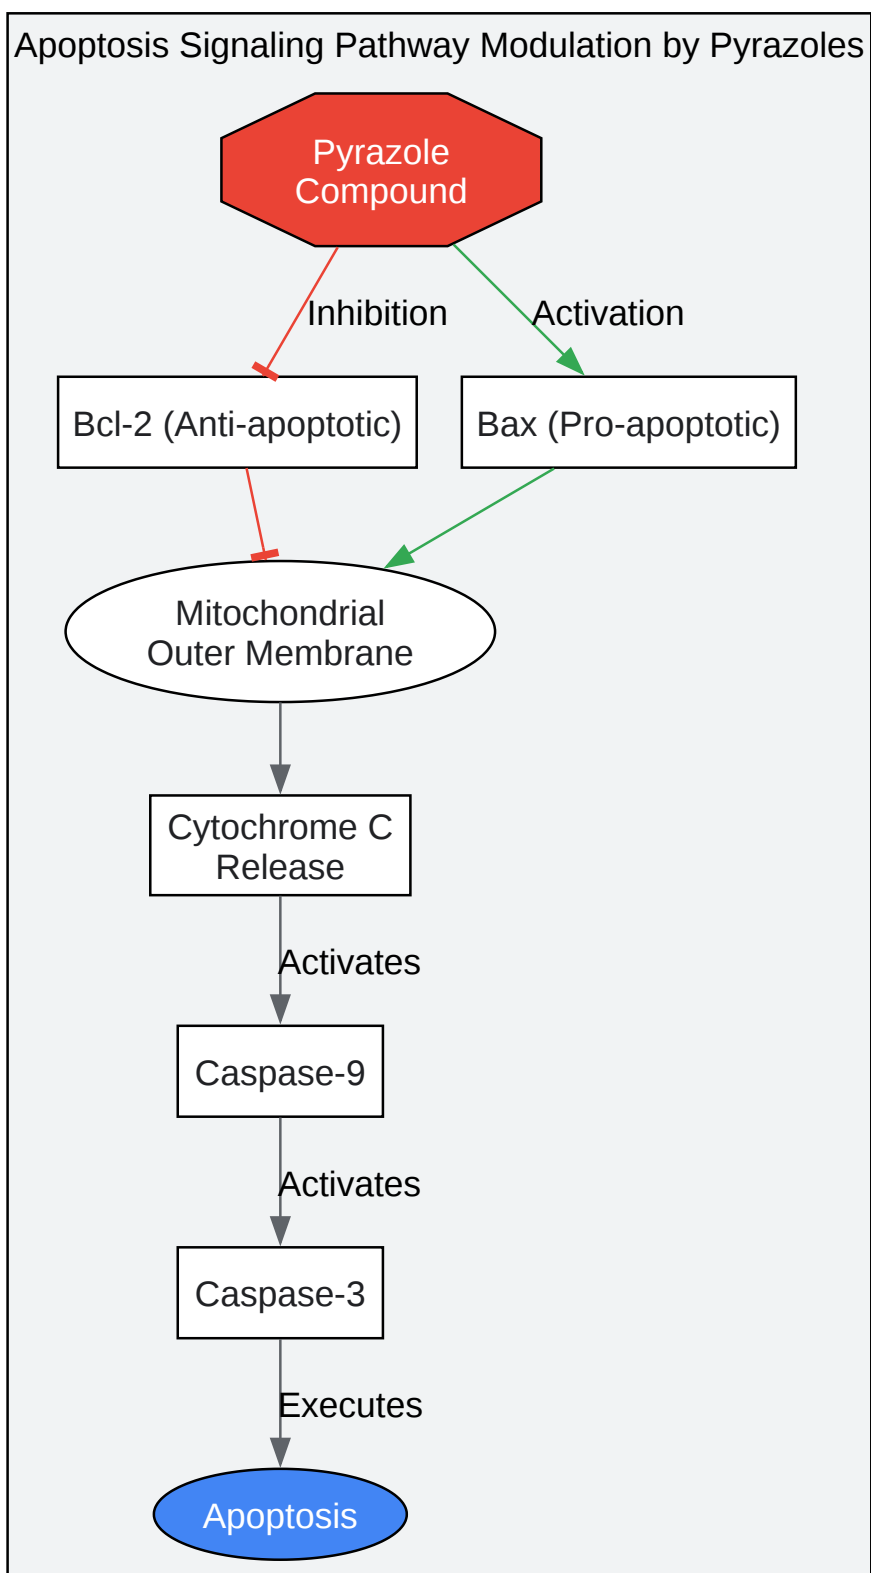 Apoptosis Signaling Pathway Modulation by Pyrazoles
Pyrazole
Compound
Inhibition
Activation
Bcl-2 (Anti-apoptotic)
Bax (Pro-apoptotic)
Mitochondrial
Outer Membrane
Cytochrome C
Release
Activates
Caspase-9
Activates
Caspase-3
Executes
Apoptosis